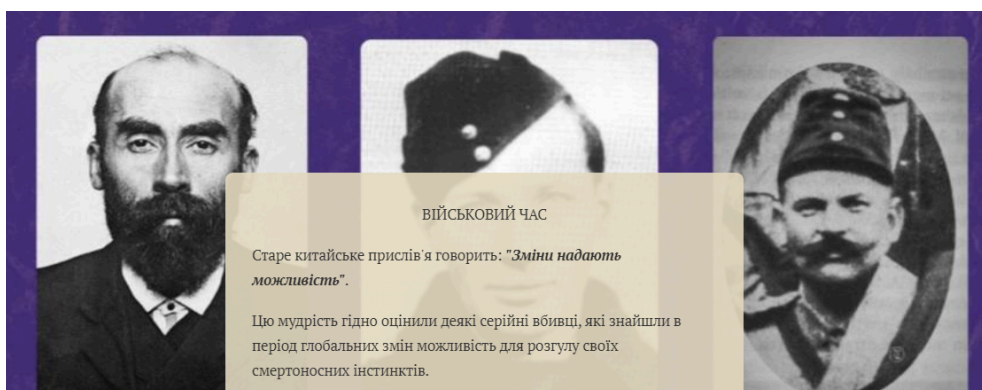 ВІЙСЬКОВИЙ ЧАС
Старе китайське прислів'я говорить: "Зміни надають
можливість".
Цю мудрість гідно оцінили деякі серійні вбивці, які знайшли в
період глобальних змін можливість для розгулу своїх
смертоносних інстинктів.